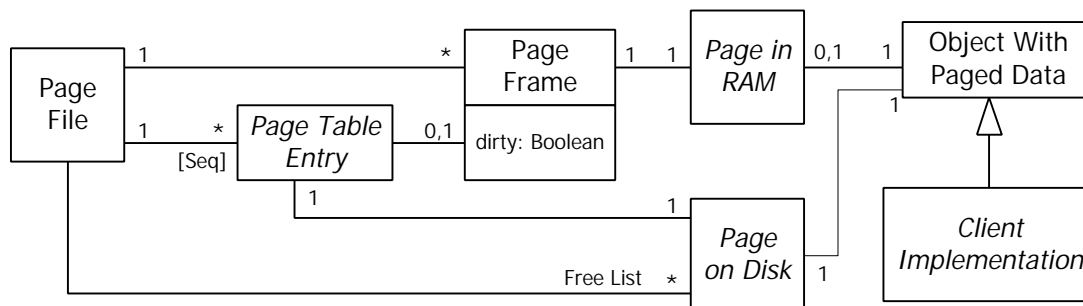 Page
File
1
*
Page
Frame
dirty: Boolean
1
1
Page in
RAM
0,1
1
Object With
Paged Data
1
1
*
[Seq]
Page Table
Entry
0,1
1
1
Page
on Disk
1
Client
Implementation
Free List
*